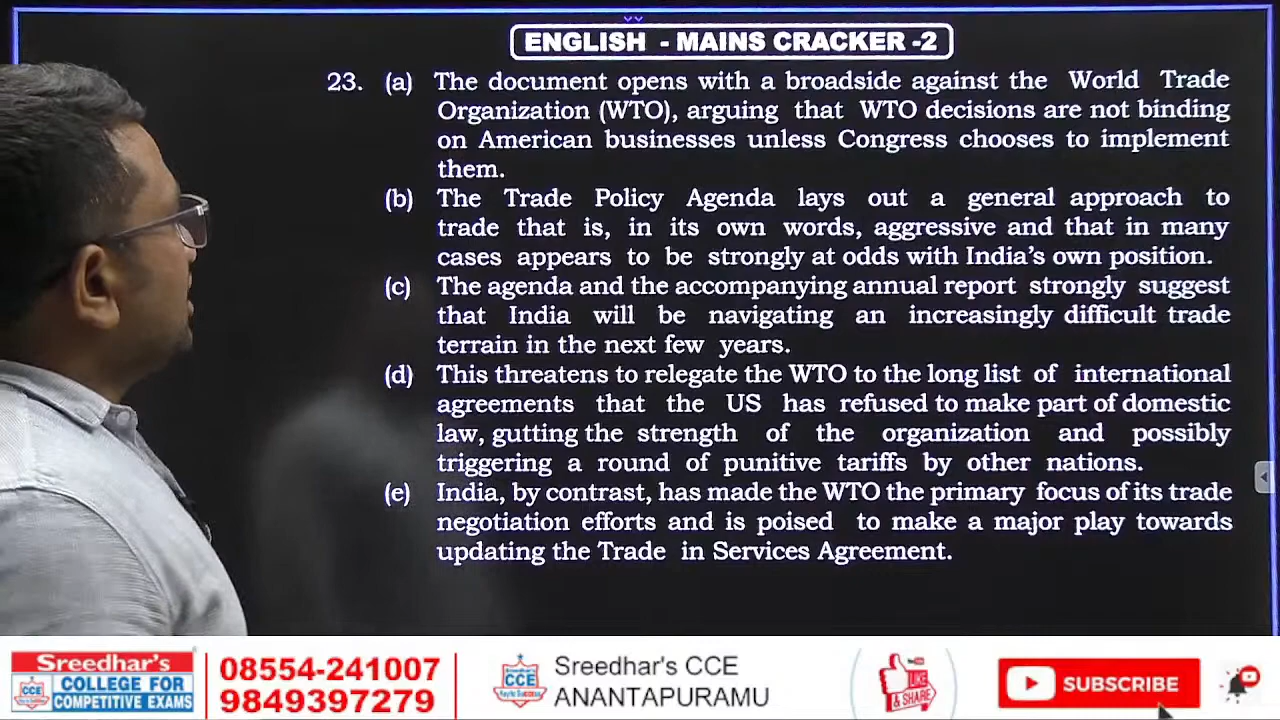 ENGLISH - MAINS CRACKER -2
23. (a) The document opens with a broadside against the World Trade
Organization (WTO), arguing that WTO decisions are not binding
on American businesses unless Congress chooses to implement
them.
(b) The Trade Policy Agenda lays out a general approach to
trade that is, in its own words, aggressive and that in many
cases appears to be strongly at odds with India's own position.
(c) The agenda and the accompanying annual report strongly suggest
that India will be navigating an increasingly difficult trade
terrain in the next few years.
(d) This threatens to relegate the WTO to the long list of international
agreements that the US has refused to make part of domestic
law, gutting the strength of the organization and possibly
triggering a round of punitive tariffs by other nations.
(e) India, by contrast, has made the WTO the primary focus of its trade
negotiation efforts and is poised to make a major play towards
updating the Trade in Services Agreement.
Sreedhar's
CCE
COLLEGE FOR
COMPETITIVE EXAMS
08554-241007
9849397279
CCE
Sreedhar's CCE
ANANTAPURAMU
LIKE
& SHARE
SUBSCRIBE